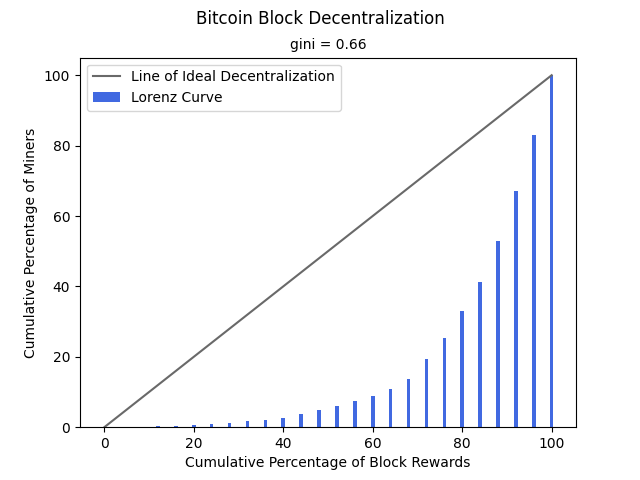 Bitcoin Block Decentralization
gini = 0.66
Line of Ideal Decentralization
Lorenz Curve
Cumulative Percentage of Miners
100
80
60
40
20
0
0 20 40 60 80 100
Cumulative Percentage of Block Rewards